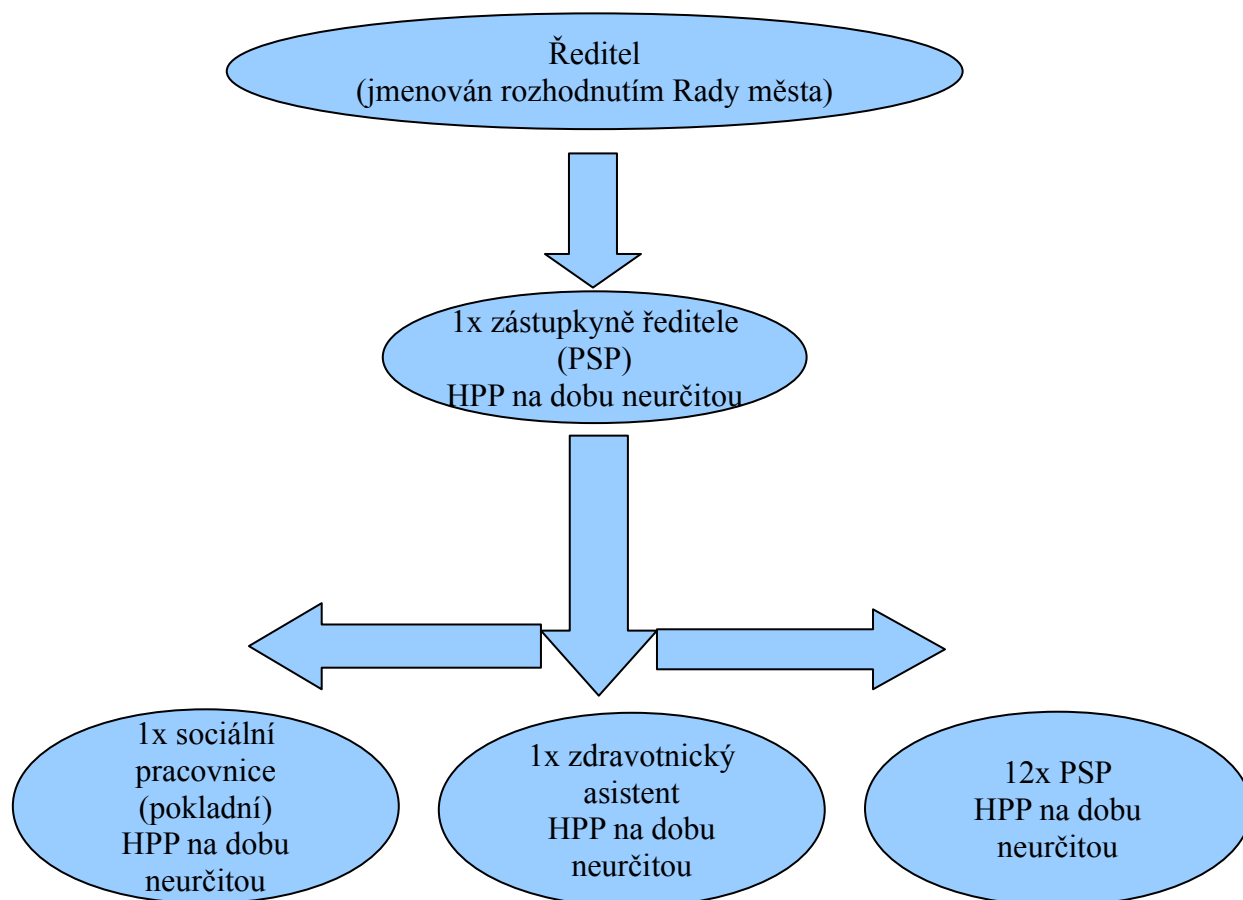 Ředitel
(jmenován rozhodnutím Rady města)
1x zástupkyně ředitele
(PSP)
HPP na dobu neurčitou
1x sociální
pracovnice
(pokladní)
HPP na dobu
neurčitou
1x zdravotnický
asistent
HPP na dobu
neurčitou
12x PSP
HPP na dobu
neurčitou